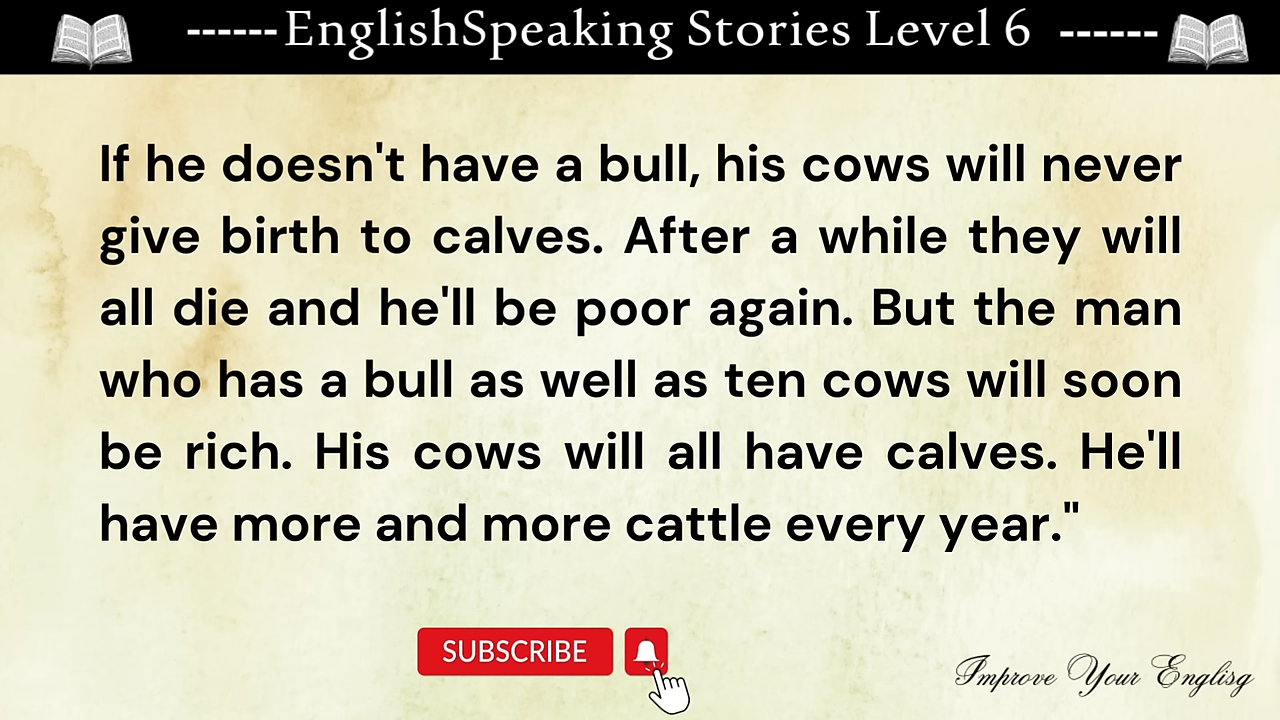 ------EnglishSpeaking Stories Level 6 ------
If he doesn't have a bull, his cows will never
give birth to calves. After a while they will
all die and he'll be poor again. But the man
who has a bull as well as ten cows will soon
be rich. His cows will all have calves. He'll
have more and more cattle every year."
SUBSCRIBE
Improve Your Englisg